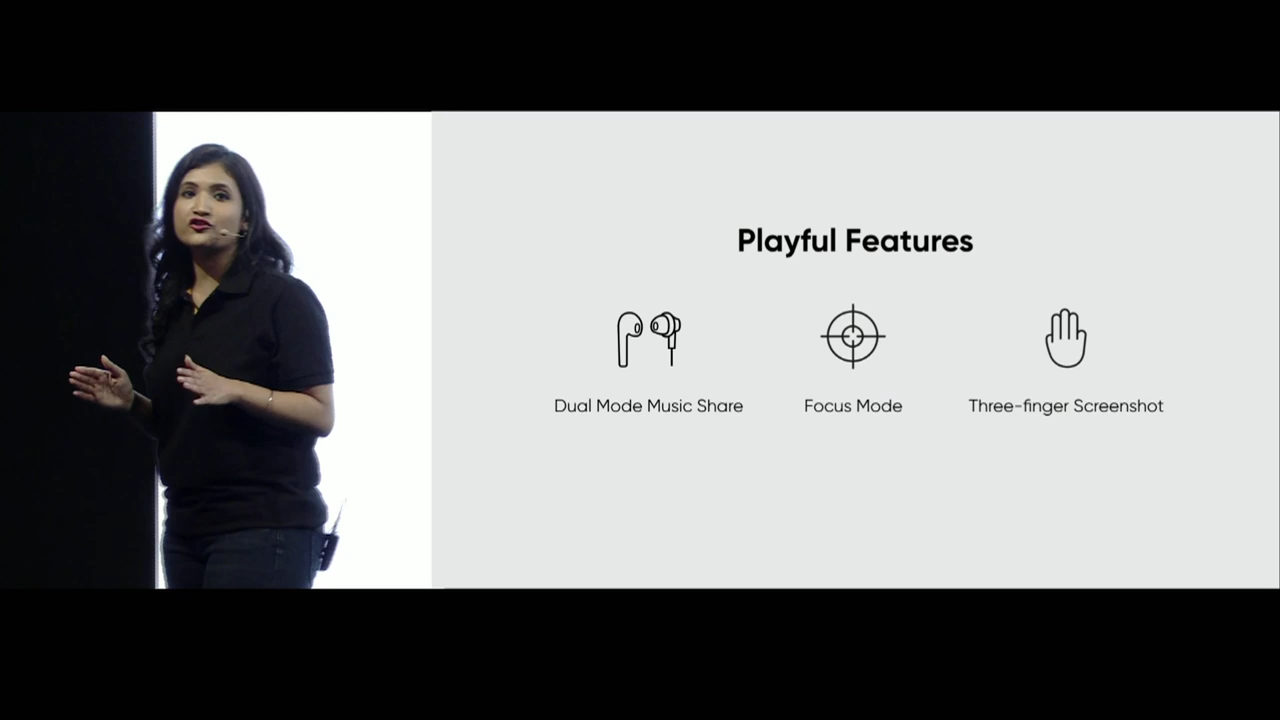 Playful Features
Dual Mode Music Share
Focus Mode
Three-finger Screenshot